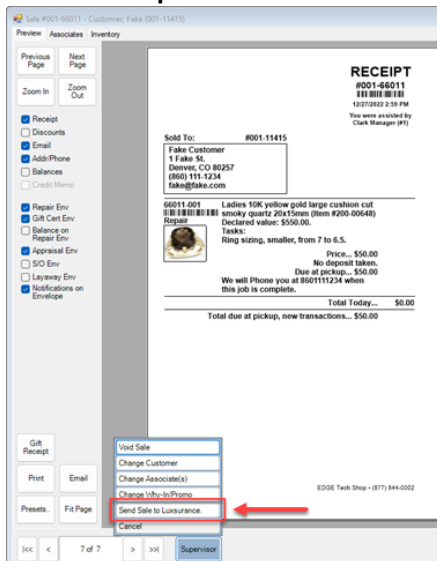 Sale #001-66011 - Customer, Fake (001-11415)
Preview Associates Inventory
Previous Page
Next Page
Zoom In
Zoom Out
Receipt
Discounts
Email
Addr/Phone
Balances
Credit Memo
Repair Env
Gift Cert Env
Balance on Repair Env
Appraisal Env
S/O Env
Layaway Env
Notifications on Envelope
Gift Receipt
Print
Email
Presets..
Fit Page
|<<
<
7 of 7
>
>>|
Supervisor
Void Sale
Change Customer
Change Associate(s)
Change Why-In/Promo
Send Sale to Luxsurance.
Cancel
RECEIPT
#001-66011
12/27/2022 2:59 PM
You were assisted by
Clark Manager (#1)
Sold To: #001-11415
Fake Customer
1 Fake St.
Denver, CO 80257
(860) 111-1234
fake@fake.com
66011-001
Repair
Ladies 10K yellow gold large cushion cut
smoky quartz 20x15mm (Item #200-00648)
Declared value: $550.00.
Tasks:
Ring sizing, smaller, from 7 to 6.5.
Price... $50.00
No deposit taken.
Due at pickup... $50.00
We will Phone you at 8601111234 when
this job is complete.
Total Today... $0.00
Total due at pickup, new transactions... $50.00
EDGE Tech Shop • (877) 844-0002